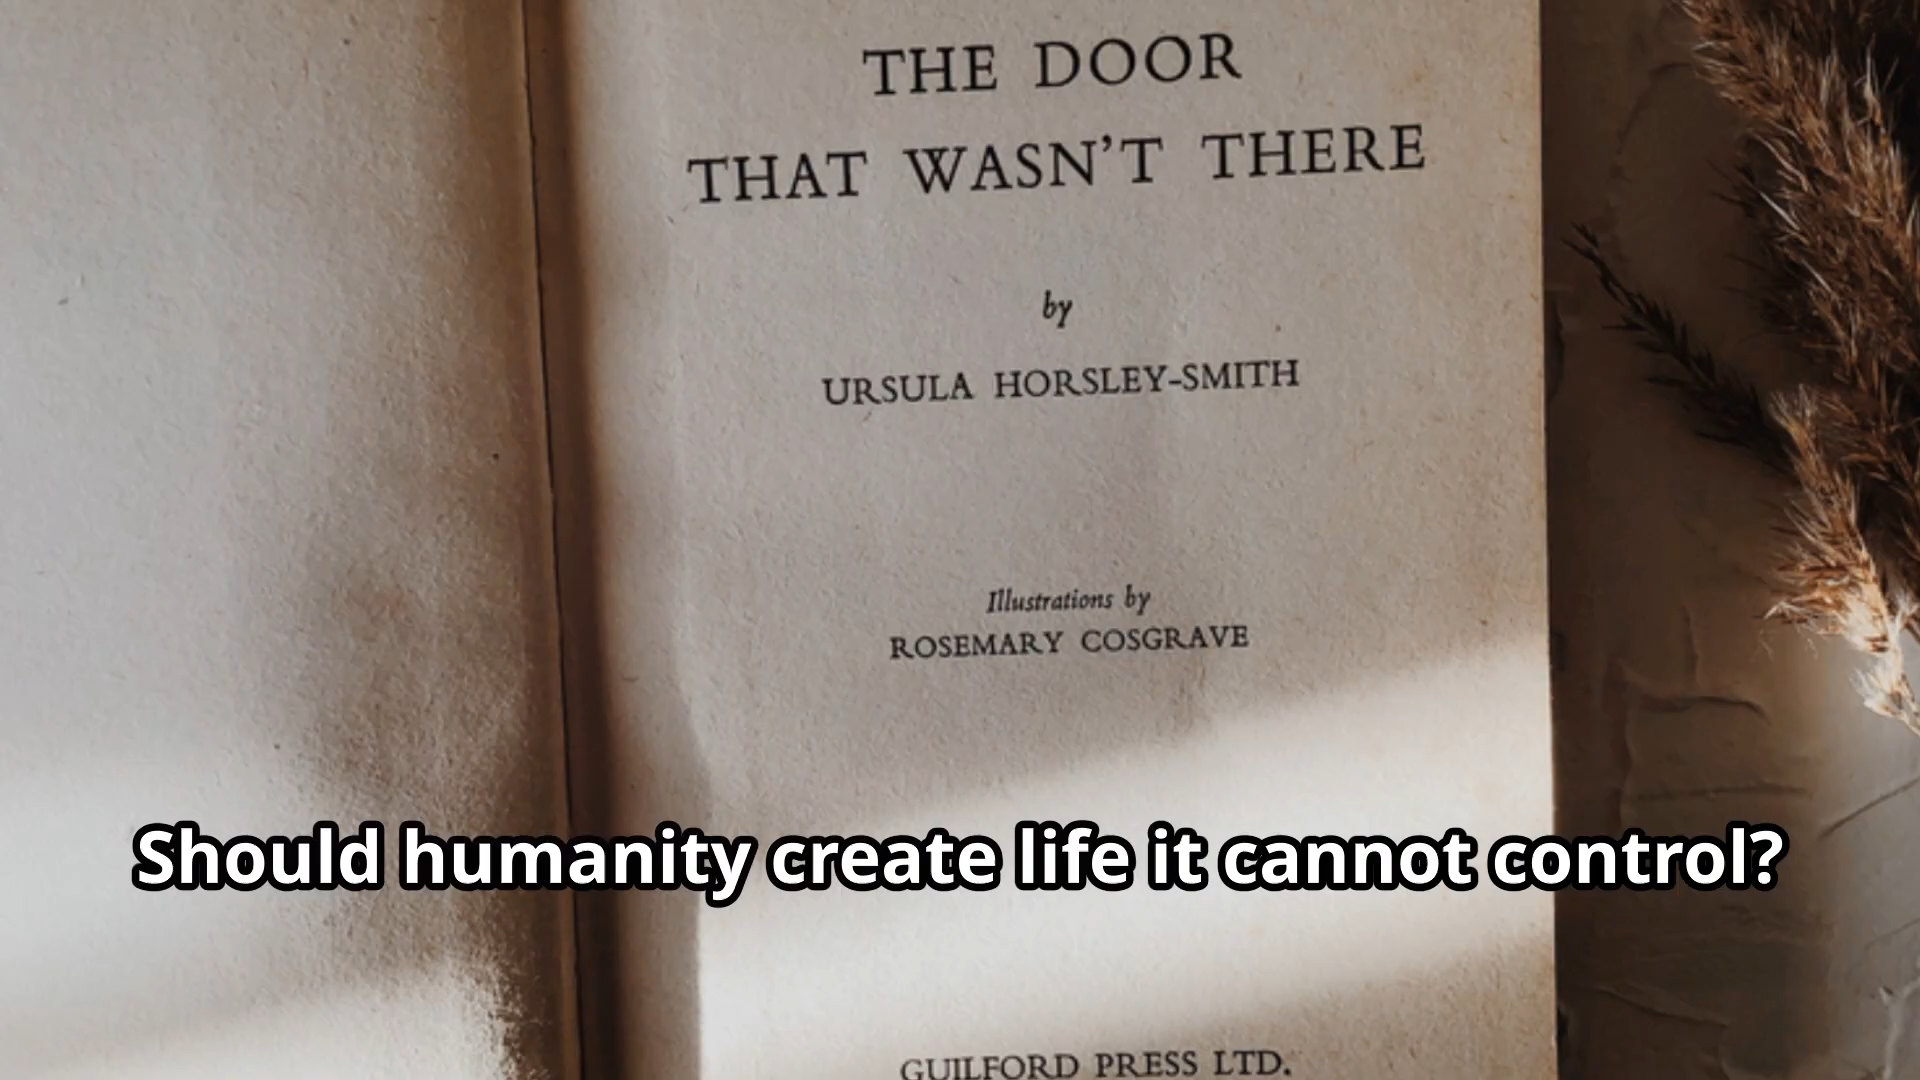 THE DOOR
THAT WASN'T THERE
by
URSULA HORSLEY-SMITH
Illustrations by
ROSEMARY COSGRAVE
Should humanity create life it cannot control?
GUILFORD PRESS LTD.